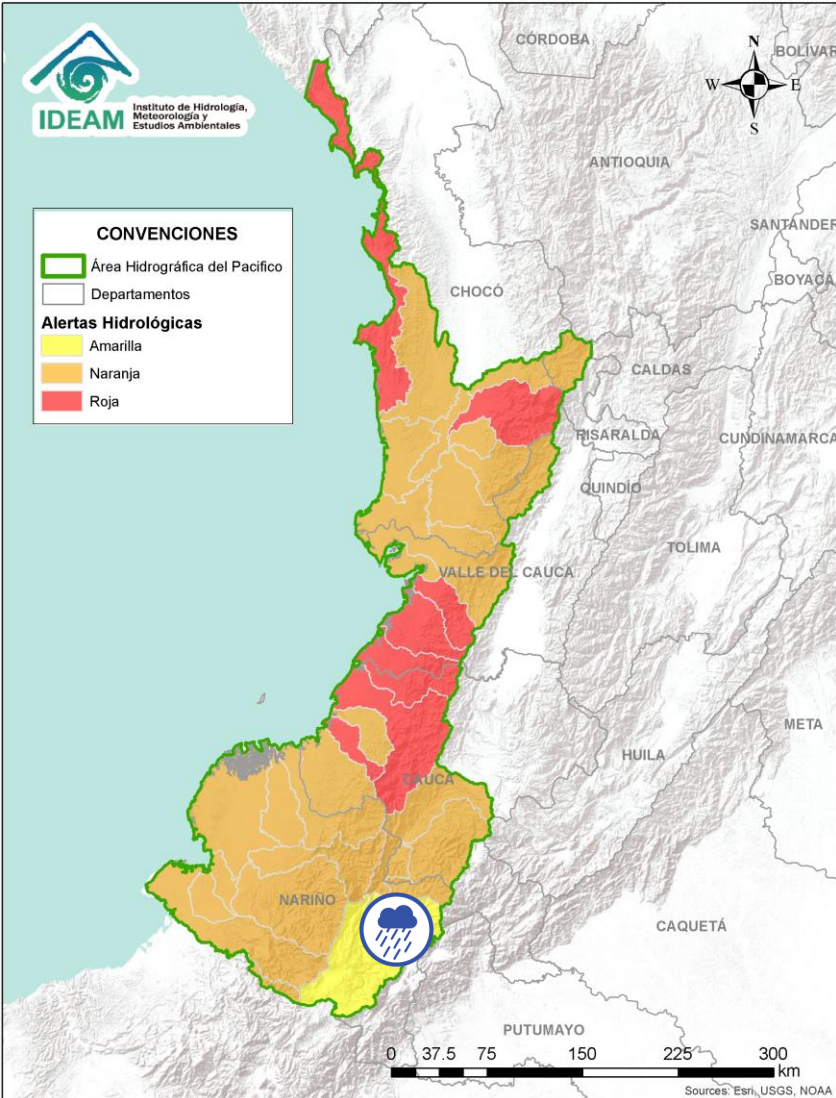 IDEAM
Instituto de Hidrología,
Meteorología y
Estudios Ambientales
N
W
E
S
CONVENCIONES
Área Hidrográfica del Pacifico
Departamentos
Alertas Hidrológicas
Amarilla
Naranja
Roja
CÓRDOBA
BOLÍVAR
ANTIOQUIA
SANTANDER
BOYACÁ
CHOCÓ
CALDAS
RISARALDA
CUNDINAMARCA
QUINDÍO
TOLIMA
VALLE DEL CAUCA
META
HUILA
CAUCA
NARIÑO
CAQUETÁ
PUTUMAYO
0 37.5 75 150 225 300
km
Sources: Esri, USGS, NOAA